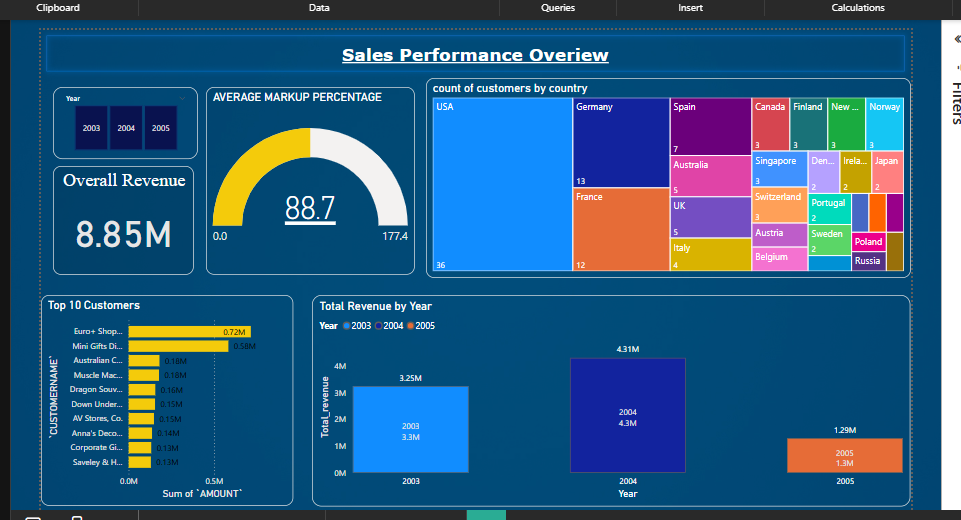 Clipboard
Data
Queries
Insert
Calculations
Sales Performance Overiew
Year
2003
2004
2005
Overall Revenue
8.85M
AVERAGE MARKUP PERCENTAGE
88.7
0.0
177.4
count of customers by country
USA
36
Germany
13
France
12
Spain
7
Australia
5
UK
5
Italy
4
Canada
3
Finland
3
New ...
3
Norway
3
Singapore
3
Switzerland
3
Austria
Belgium
Den...
2
Irela...
2
Japan
2
Portugal
2
Sweden
2
Poland
Russia
Filters
Top 10 Customers
`CUSTOMERNAME`
Euro+ Shop... 0.72M
Mini Gifts Di... 0.58M
Australian C... 0.18M
Muscle Mac... 0.18M
Dragon Souv... 0.16M
Down Under... 0.15M
AV Stores, Co. 0.15M
Anna's Deco... 0.14M
Corporate Gi... 0.13M
Saveley & H... 0.13M
0.0M 0.5M
Sum of `AMOUNT`
Total Revenue by Year
Year 2003 2004 2005
Total_revenue
4M
3M
2M
1M
0M
3.25M
2003
3.3M
4.31M
2004
4.3M
1.29M
2005
1.3M
2003 2004 2005
Year